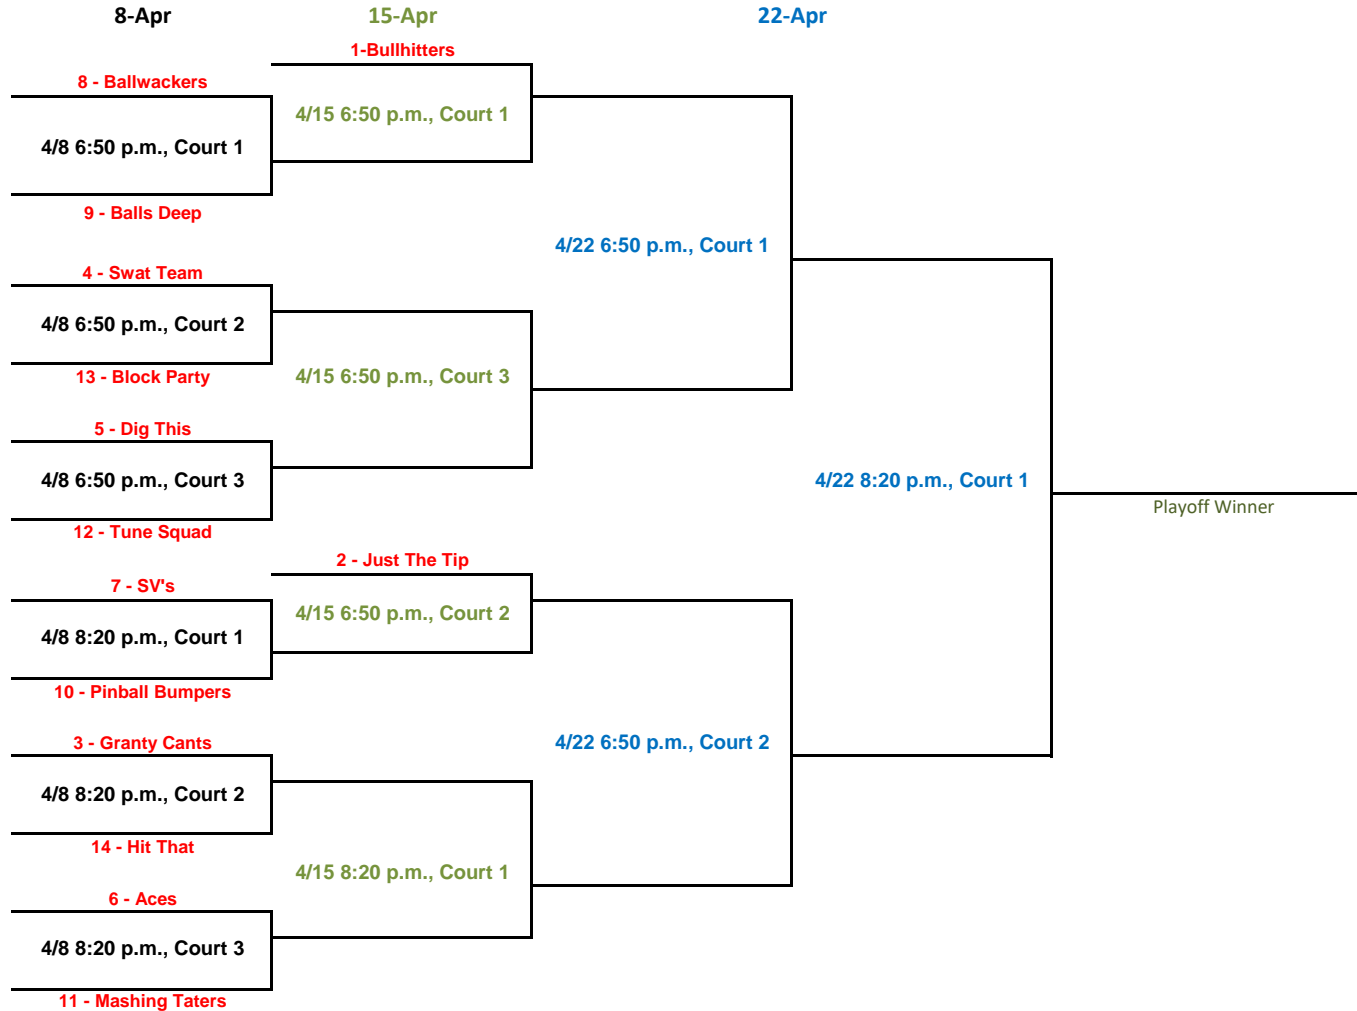 8-Apr
15-Apr
22-Apr
1-Bullhitters
8 - Ballwackers
4/15 6:50 p.m., Court 1
4/8 6:50 p.m., Court 1
9 - Balls Deep
4/22 6:50 p.m., Court 1
4 - Swat Team
4/8 6:50 p.m., Court 2
13 - Block Party
4/15 6:50 p.m., Court 3
5 - Dig This
4/8 6:50 p.m., Court 3
4/22 8:20 p.m., Court 1
Playoff Winner
12 - Tune Squad
2 - Just The Tip
7 - SV's
4/15 6:50 p.m., Court 2
4/8 8:20 p.m., Court 1
10 - Pinball Bumpers
3 - Granty Cants
4/22 6:50 p.m., Court 2
4/8 8:20 p.m., Court 2
14 - Hit That
4/15 8:20 p.m., Court 1
6 - Aces
4/8 8:20 p.m., Court 3
11 - Mashing Taters